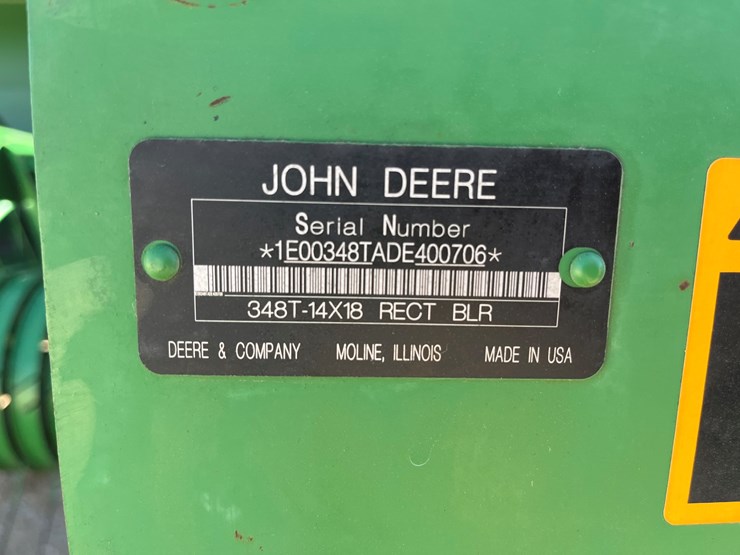 JOHN DEERE
Serial Number
*1E00348TADE400706*
348T-14X18 RECT BLR
DEERE & COMPANY MOLINE, ILLINOIS MADE IN USA